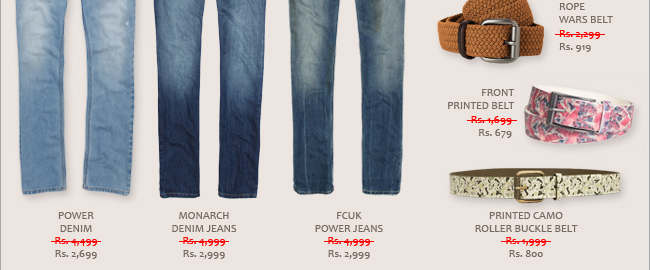 ROPE
WARS BELT
Rs. 2,299
Rs. 919
FRONT
PRINTED BELT
Rs. 1,699
Rs. 679
POWER
DENIM
Rs. 4,499
Rs. 2,699
MONARCH
DENIM JEANS
Rs. 4,999
Rs. 2,999
FCUK
POWER JEANS
Rs. 4,999
Rs. 2,999
PRINTED CAMO
ROLLER BUCKLE BELT
Rs. 1,999
Rs. 800